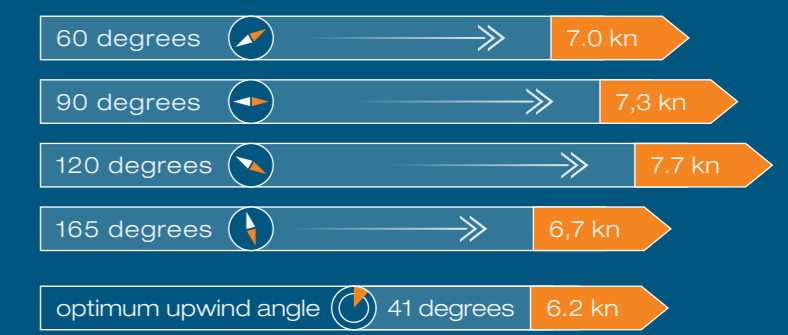 60 degrees 7.0 kn
90 degrees 7,3 kn
120 degrees 7.7 kn
165 degrees 6,7 kn
optimum upwind angle 41 degrees 6.2 kn